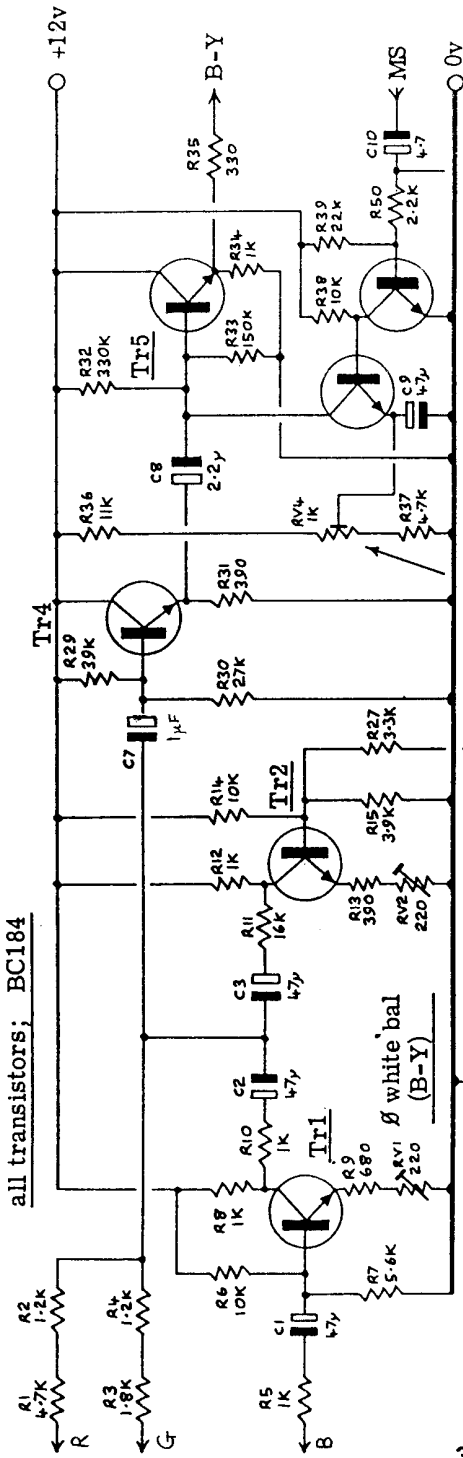 all transistors; BC184
+12v
R1
4.7K
R2
1.2K
R
R3
1.8K
R4
1.2K
G
R5
1K
B
C1
47µ
R6
10K
R7
5.6K
R8
1K
Tr1
R9
680
RV1
220
Ø white bal
(B-Y)
R10
1K
C2
47µ
C3
47µ
R11
16K
R12
1K
R14
10K
Tr2
R13
390
RV2
220
R15
3.9K
R27
3.3K
C7
1µF
R29
39K
Tr4
R30
27K
R31
390
C8
2.2µ
R36
11K
RV4
1K
R37
4.7K
R32
330K
Tr5
R33
150K
R34
1K
R35
330
B-Y
C9
47µ
R38
10K
R39
22K
R50
2.2K
C10
4.7
MS
0v